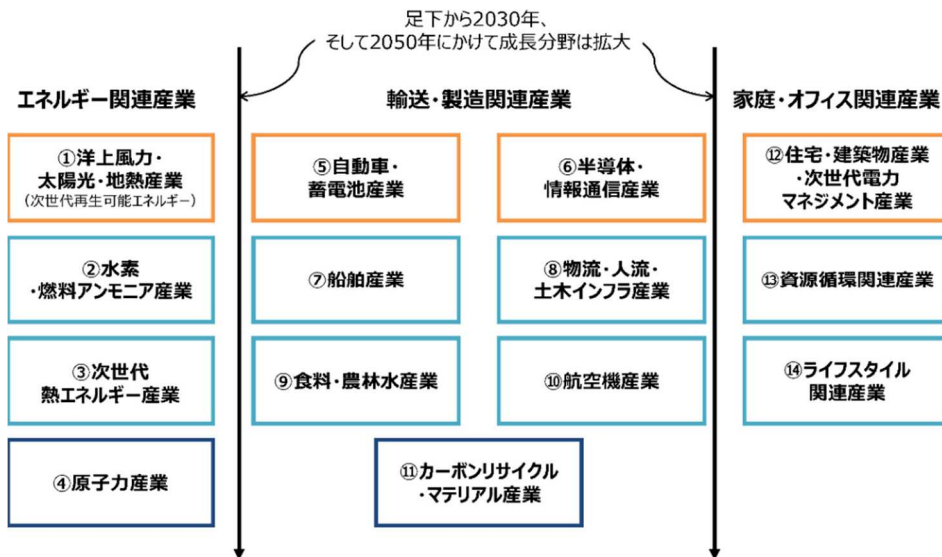 足下から2030年、
そして2050年にかけて成長分野は拡大
エネルギー関連産業
輸送・製造関連産業
家庭・オフィス関連産業
①洋上風力・
太陽光・地熱産業
（次世代再生可能エネルギー）
⑤自動車・
蓄電池産業
⑥半導体・
情報通信産業
⑫住宅・建築物産業
・次世代電力
マネジメント産業
②水素
・燃料アンモニア産業
⑦船舶産業
⑧物流・人流・
土木インフラ産業
⑬資源循環関連産業
③次世代
熱エネルギー産業
⑨食料・農林水産業
⑩航空機産業
⑭ライフスタイル
関連産業
④原子力産業
⑪カーボンリサイクル
・マテリアル産業